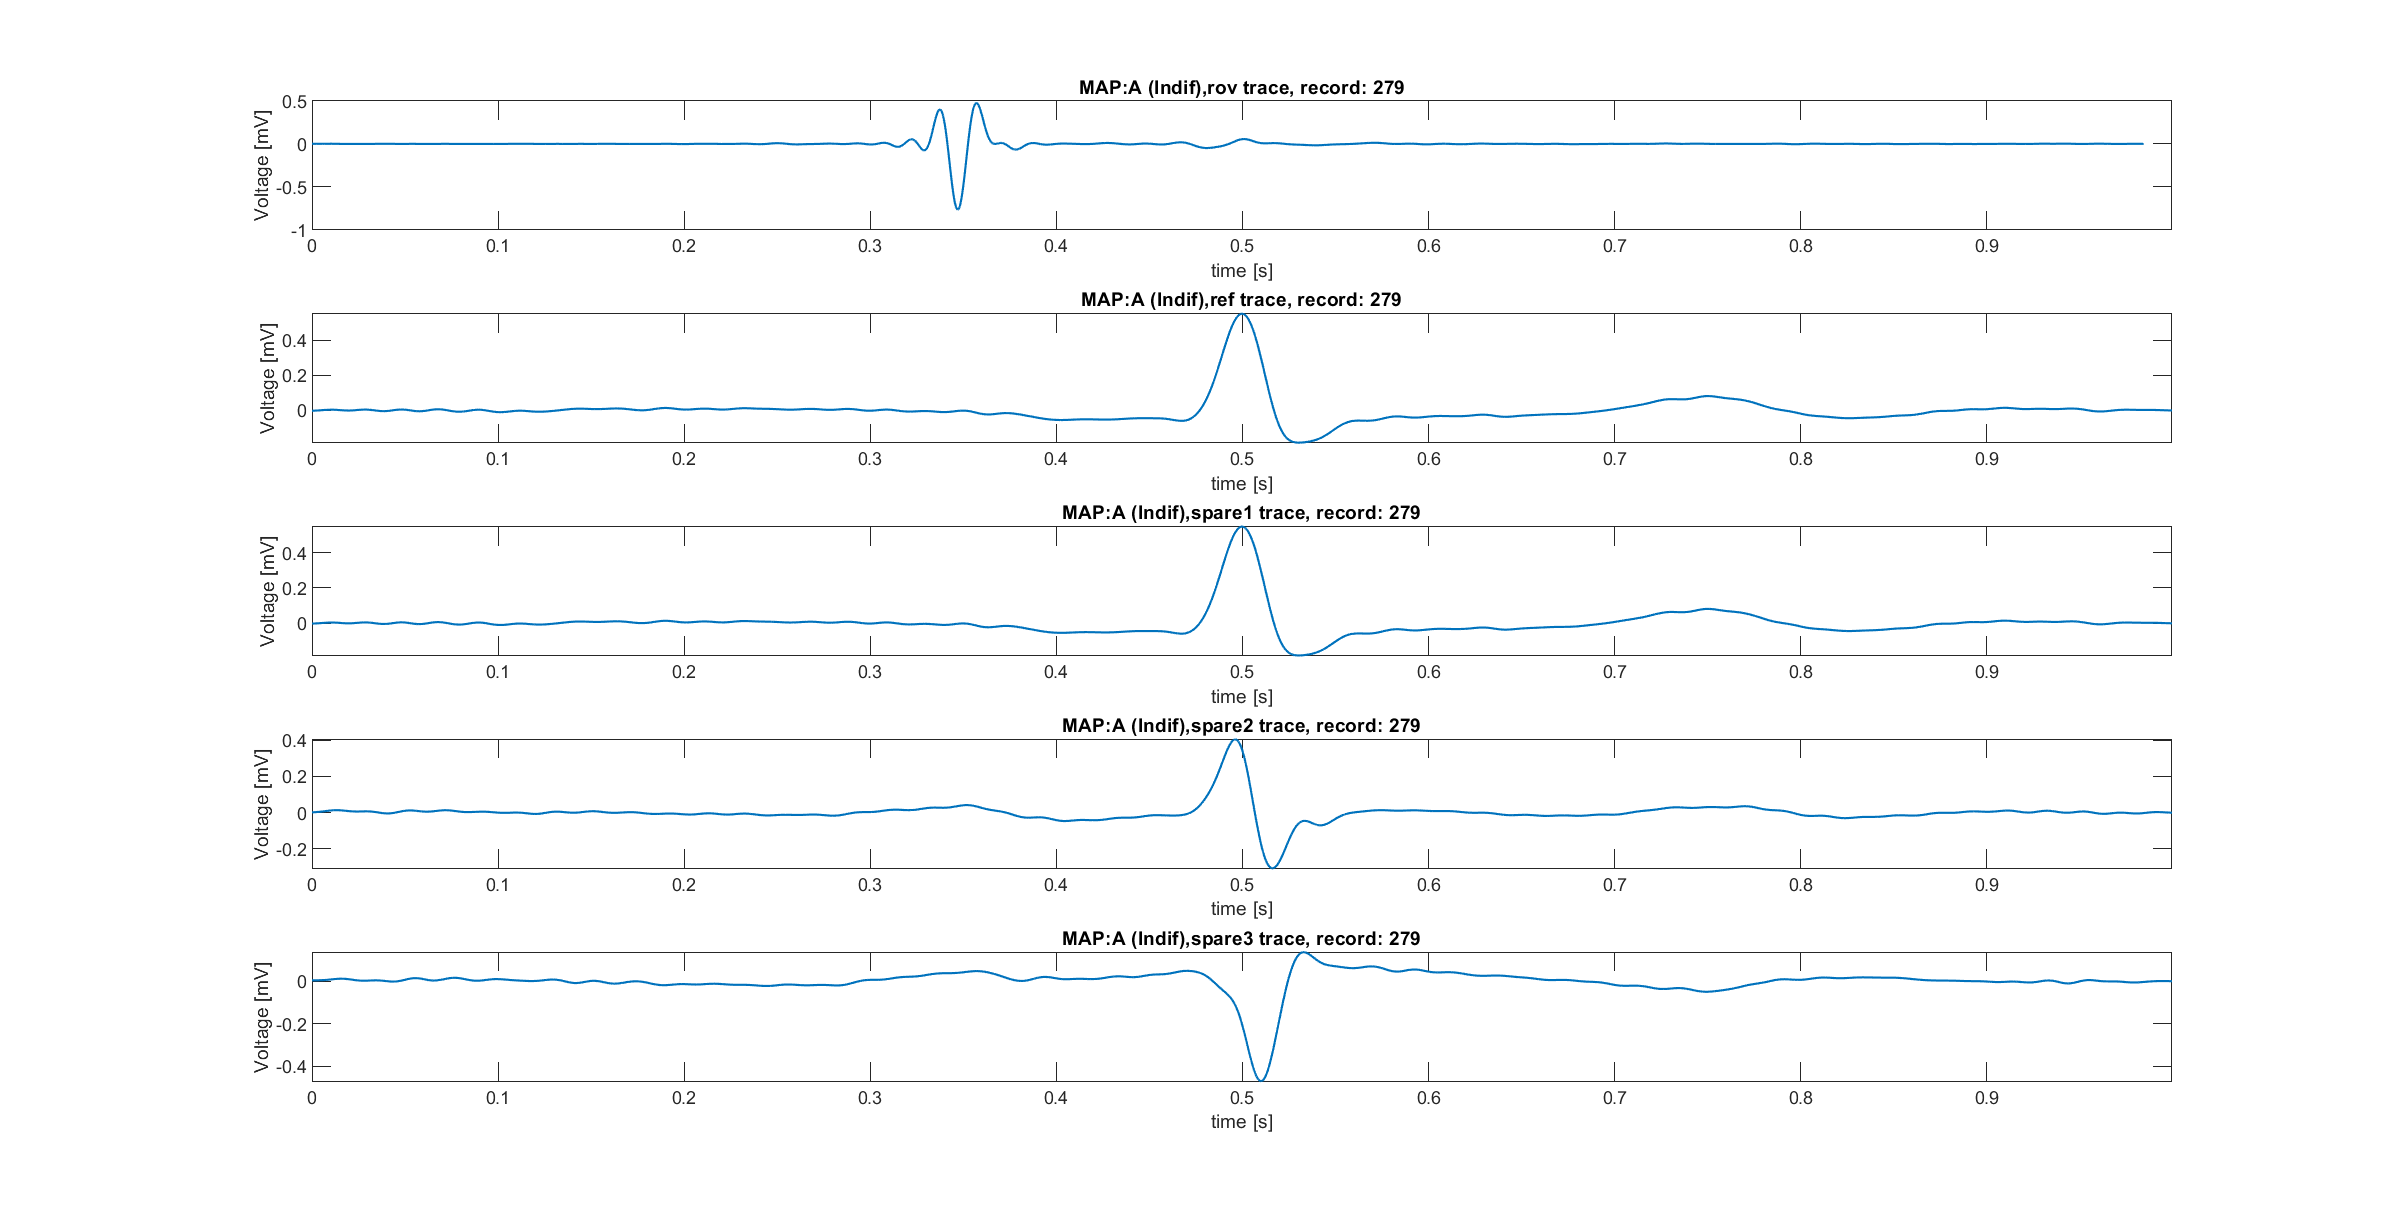 MAP:A (Indif),rov trace, record: 279
Voltage [mV]
0.5
0
-0.5
-1
0 0.1 0.2 0.3 0.4 0.5 0.6 0.7 0.8 0.9
time [s]
MAP:A (Indif),ref trace, record: 279
Voltage [mV]
0.4
0.2
0
0 0.1 0.2 0.3 0.4 0.5 0.6 0.7 0.8 0.9
time [s]
MAP:A (Indif),spare1 trace, record: 279
Voltage [mV]
0.4
0.2
0
0 0.1 0.2 0.3 0.4 0.5 0.6 0.7 0.8 0.9
time [s]
MAP:A (Indif),spare2 trace, record: 279
Voltage [mV]
0.4
0.2
0
-0.2
0 0.1 0.2 0.3 0.4 0.5 0.6 0.7 0.8 0.9
time [s]
MAP:A (Indif),spare3 trace, record: 279
Voltage [mV]
0
-0.2
-0.4
0 0.1 0.2 0.3 0.4 0.5 0.6 0.7 0.8 0.9
time [s]